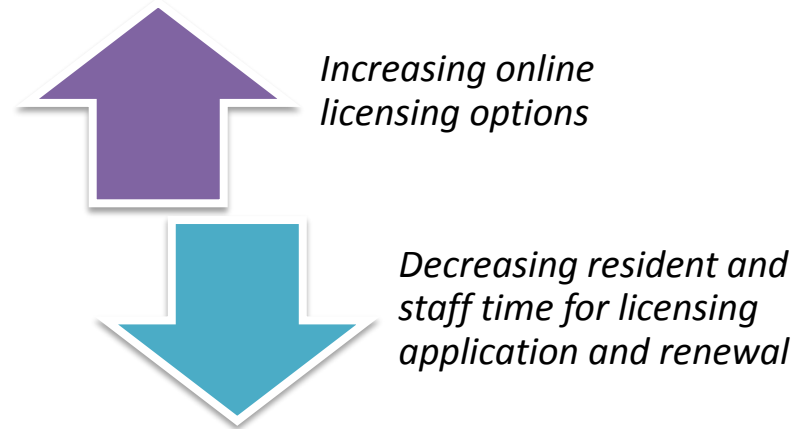 Increasing online
licensing options
Decreasing resident and
staff time for licensing
application and renewal